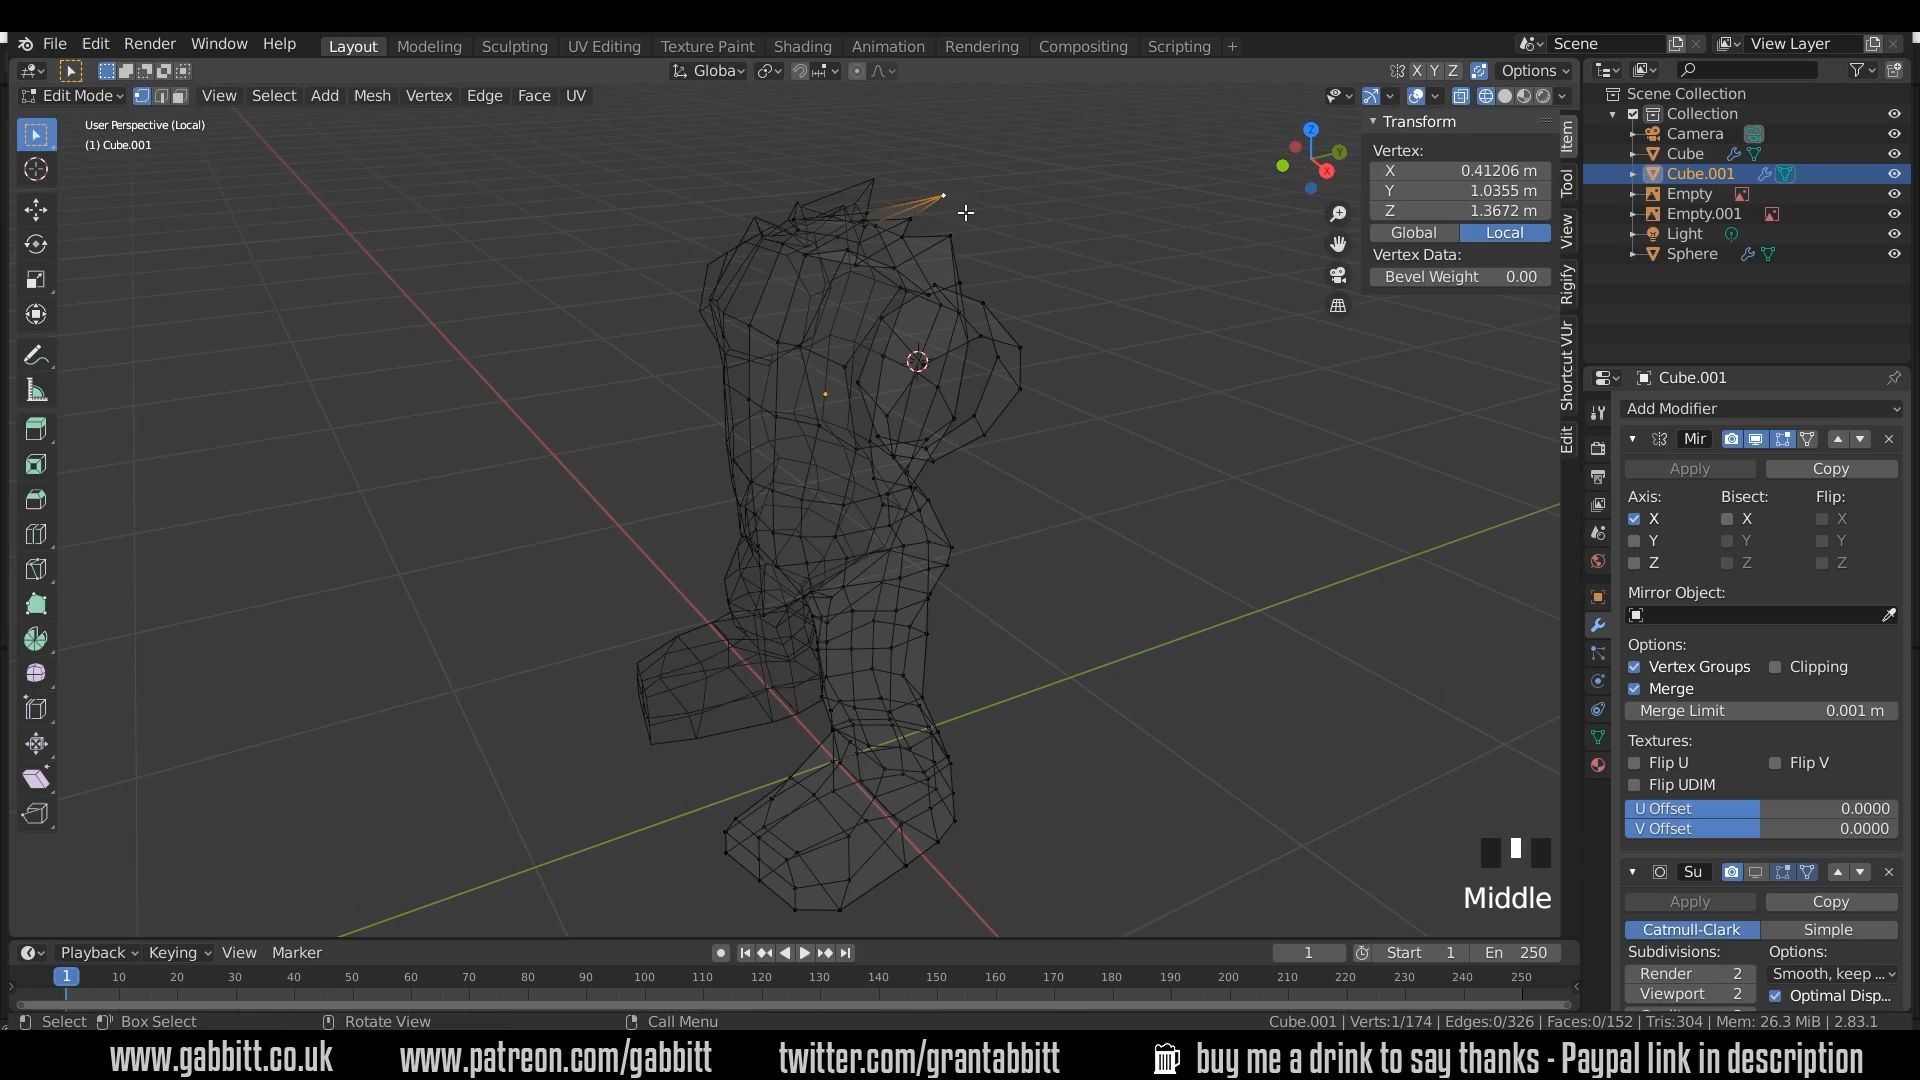 File Edit Render Window Help Layout Modeling Sculpting UV Editing Texture Paint Shading Animation Rendering Compositing Scripting + Scene View Layer
Globa X Y Z Options
Edit Mode View Select Add Mesh Vertex Edge Face UV
User Perspective (Local)
(1) Cube.001
Z
Y
X
Transform
Vertex:
X 0.41206 m
Y 1.0355 m
Z 1.3672 m
Global Local
Vertex Data:
Bevel Weight 0.00
Item
Tool
View
Rigify
Shortcut VUr
Edit
Scene Collection
Collection
Camera
Cube
Cube.001
Empty
Empty.001
Light
Sphere
Cube.001
Add Modifier
Mir
Apply Copy
Axis: Bisect: Flip:
X X X
Y Y Y
Z Z Z
Mirror Object:
Options:
Vertex Groups Clipping
Merge
Merge Limit 0.001 m
Textures:
Flip U Flip V
Flip UDIM
U Offset 0.0000
V Offset 0.0000
Su
Apply Copy
Catmull-Clark Simple
Subdivisions: Options:
Render 2 Smooth, keep ...
Viewport 2 Optimal Disp...
Middle
Playback Keying View Marker 1 Start 1 En 250
1 10 20 30 40 50 60 70 80 90 100 110 120 130 140 150 160 170 180 190 200 210 220 230 240 250
Select Box Select Rotate View Call Menu Cube.001 | Verts:1/174 | Edges:0/326 | Faces:0/152 | Tris:304 | Mem: 26.3 MiB | 2.83.1
www.gabbitt.co.uk www.patreon.com/gabbitt twitter.com/grantabbitt buy me a drink to say thanks - Paypal link in description